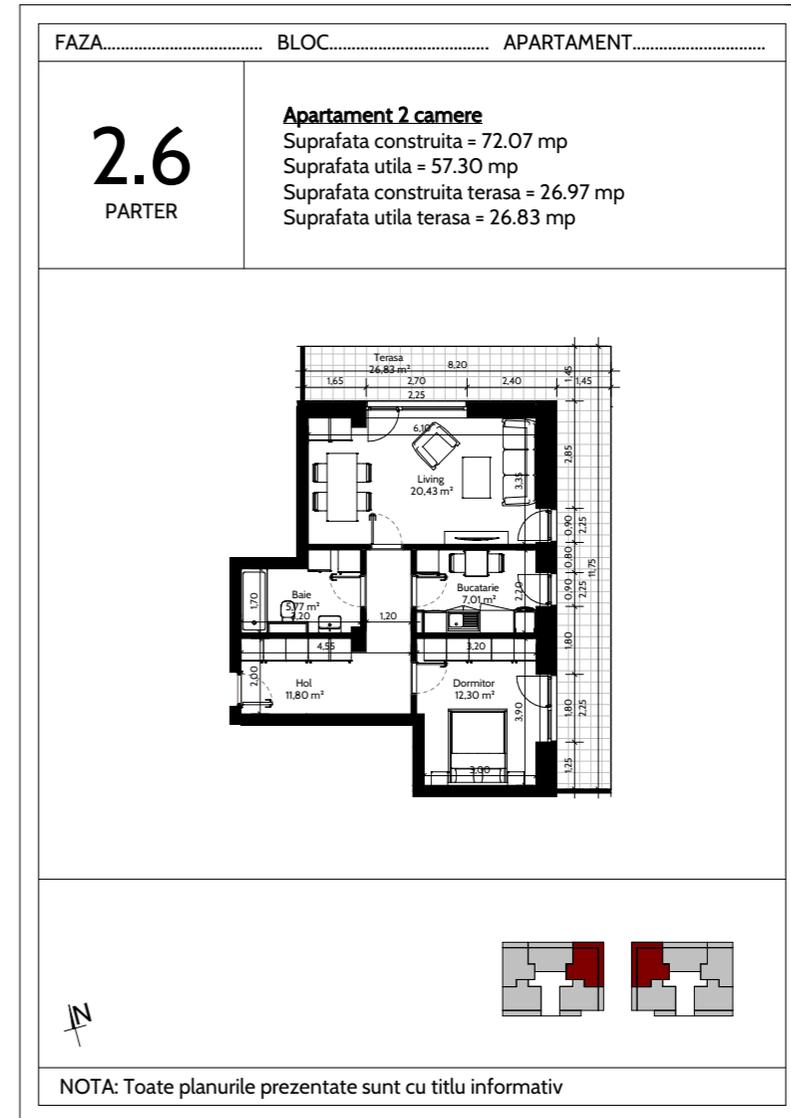 FAZA.................................... BLOC.................................... APARTAMENT..............................
2.6
PARTER
Apartament 2 camere
Suprafata construita = 72.07 mp
Suprafata utila = 57.30 mp
Suprafata construita terasa = 26.97 mp
Suprafata utila terasa = 26.83 mp
Terasa
26,83 m²
8,20
1,65
2,70
2,40
1,45
1,45
2,25
6,10
2,85
Living
20,43 m²
3,35
0,90
2,25
0,80
11,75
Baie
5,77 m²
1,70
3,20
1,20
Bucatarie
7,01 m²
2,20
0,90
2,25
4,55
3,20
1,80
Hol
11,80 m²
2,00
Dormitor
12,30 m²
3,90
1,80
2,25
3,00
1,25
N
NOTA: Toate planurile prezentate sunt cu titlu informativ